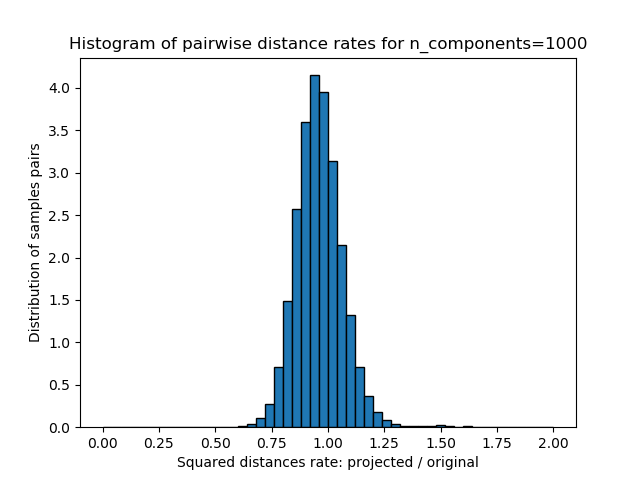 Histogram of pairwise distance rates for n_components=1000
Distribution of samples pairs
4.0
3.5
3.0
2.5
2.0
1.5
1.0
0.5
0.0
0.00 0.25 0.50 0.75 1.00 1.25 1.50 1.75 2.00
Squared distances rate: projected / original